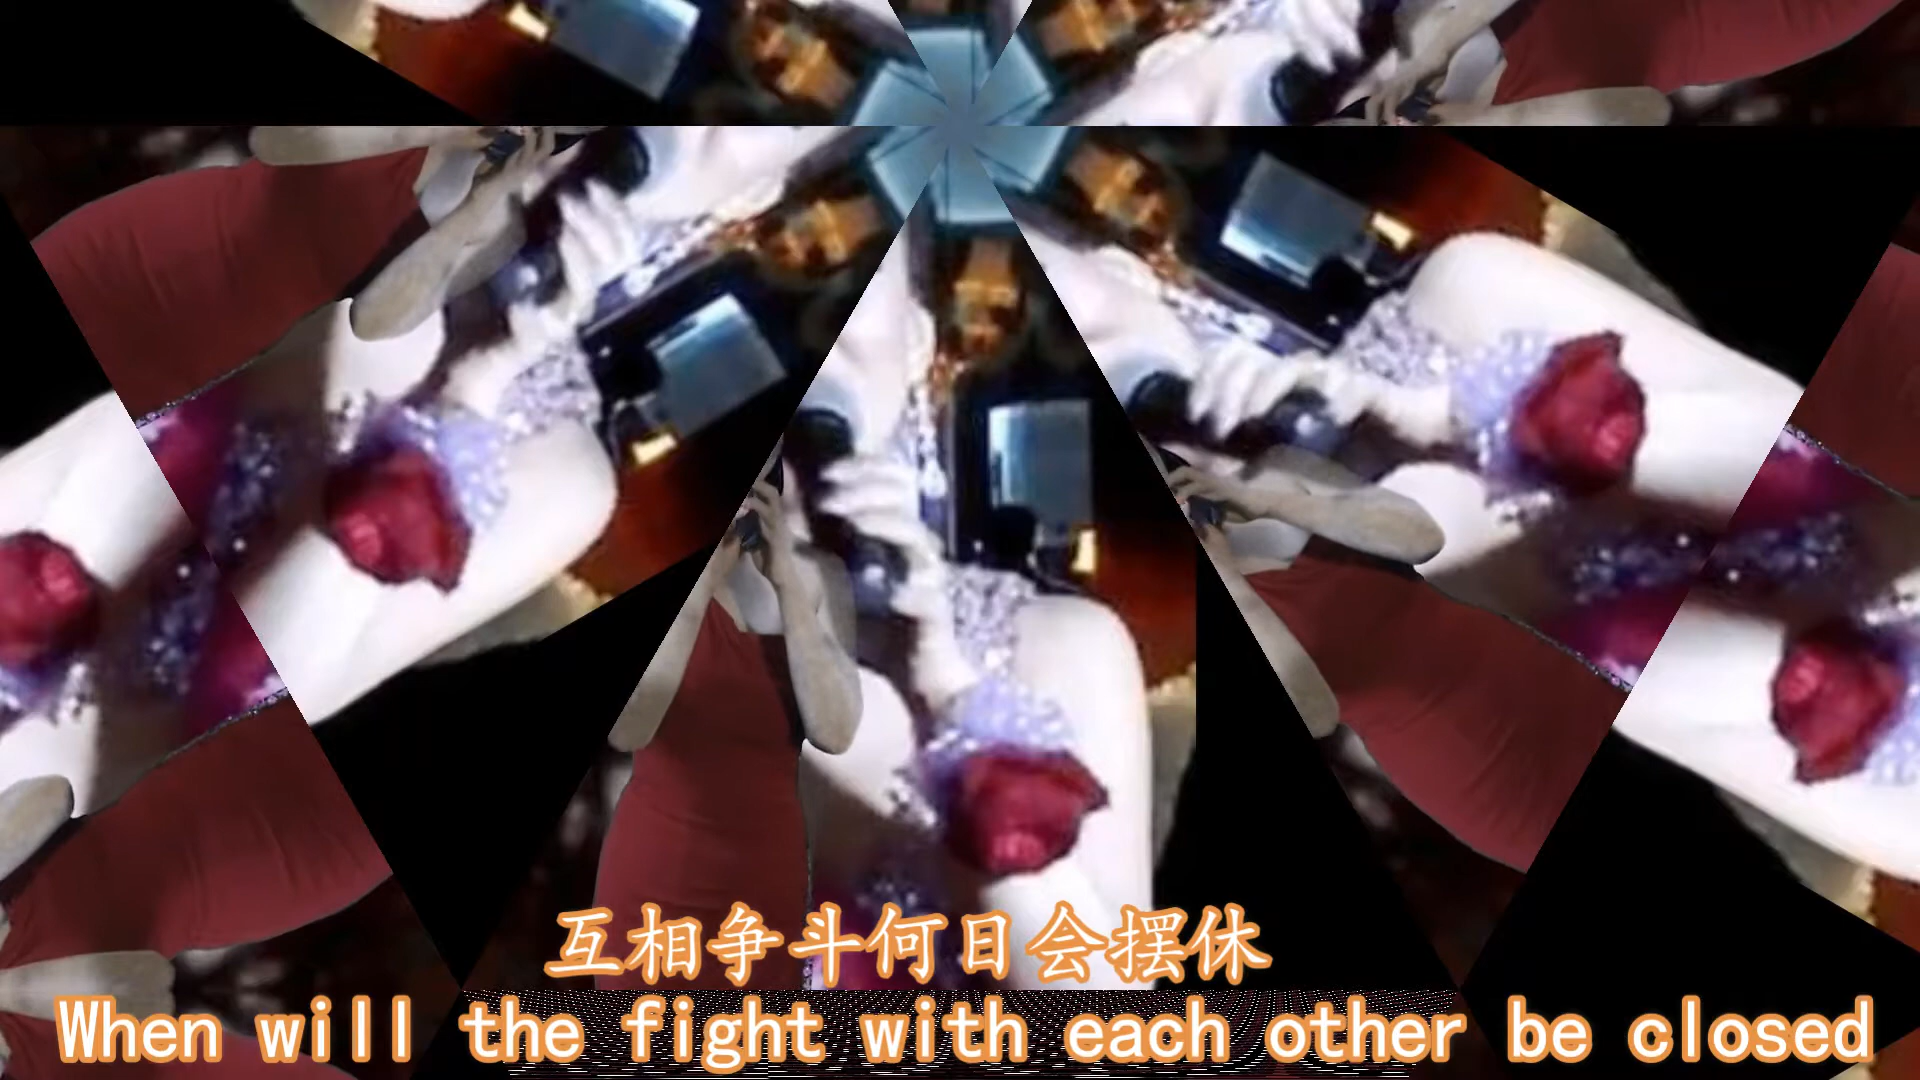 互相争斗何日会摆休
When will the fight with each other be closed